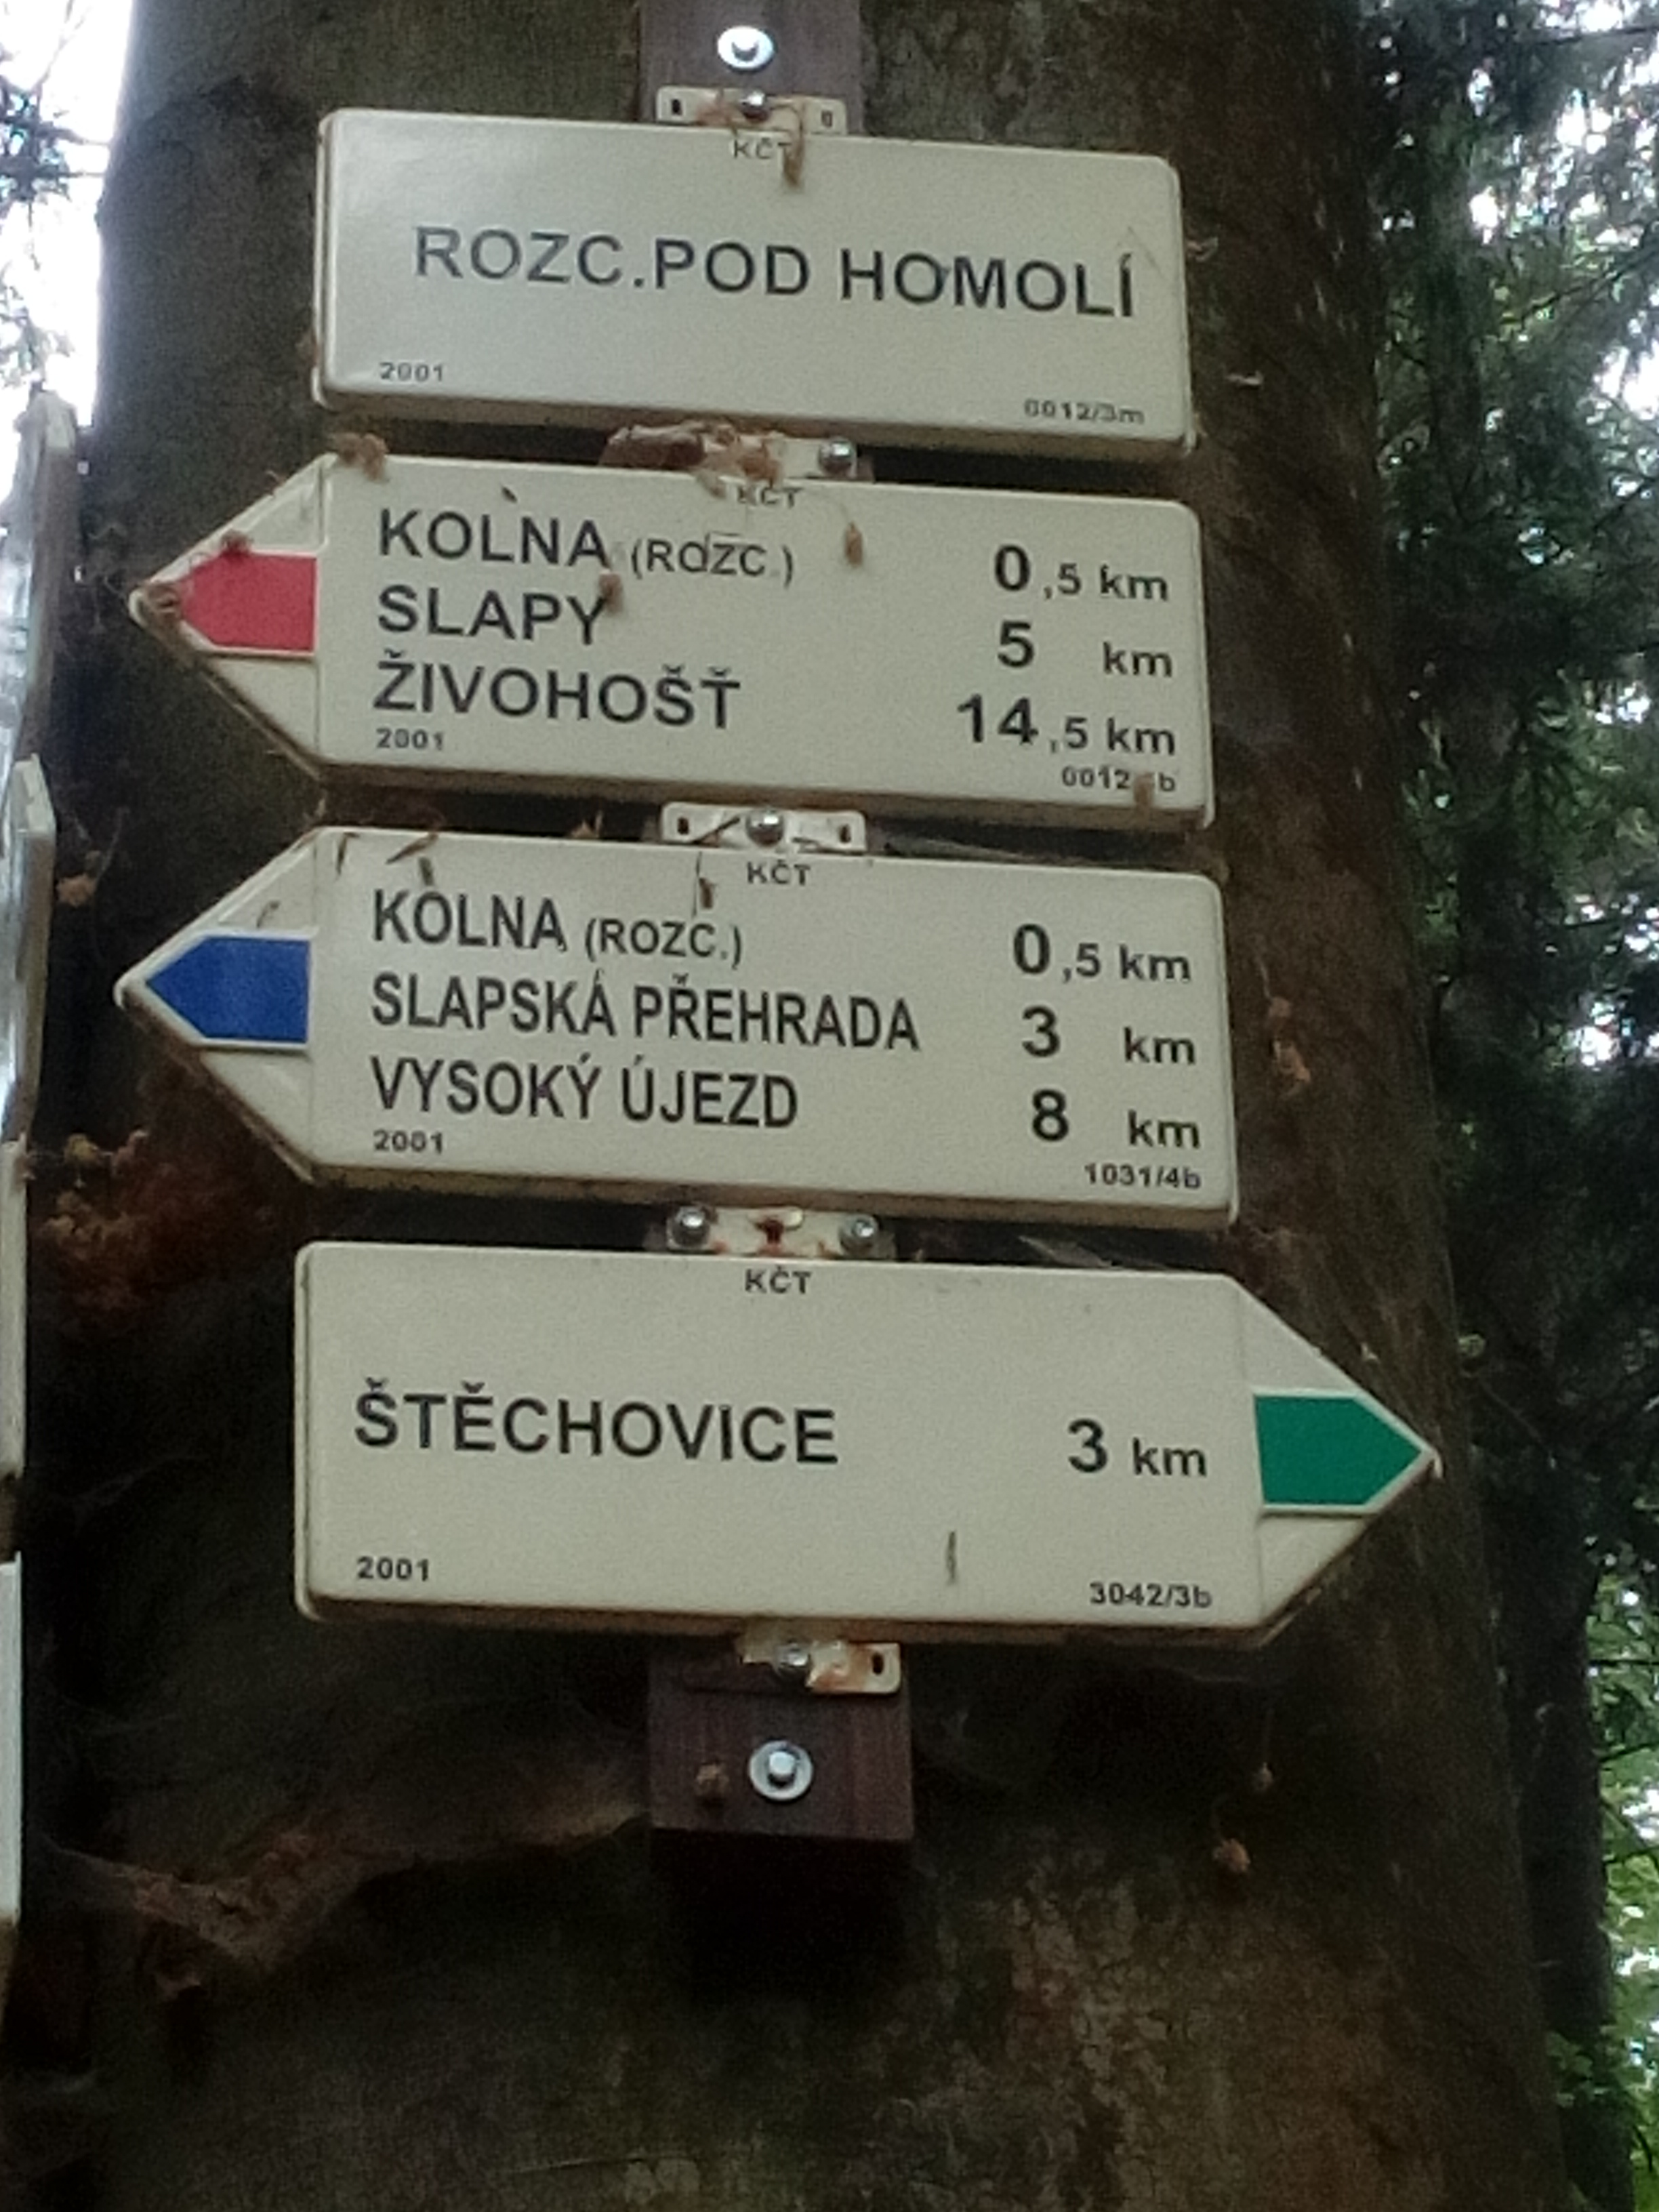 KČT
ROZC.POD HOMOLÍ
2001
0012/3m
KČT
KOLNA (ROZC.) 0,5 km
SLAPY 5 km
ŽIVOHOŠŤ 14,5 km
2001
KČT
KOLNA (ROZC.) 0,5 km
SLAPSKÁ PŘEHRADA 3 km
VYSOKÝ ÚJEZD 8 km
2001
1031/4b
KČT
ŠTĚCHOVICE 3 km
2001
3042/3b